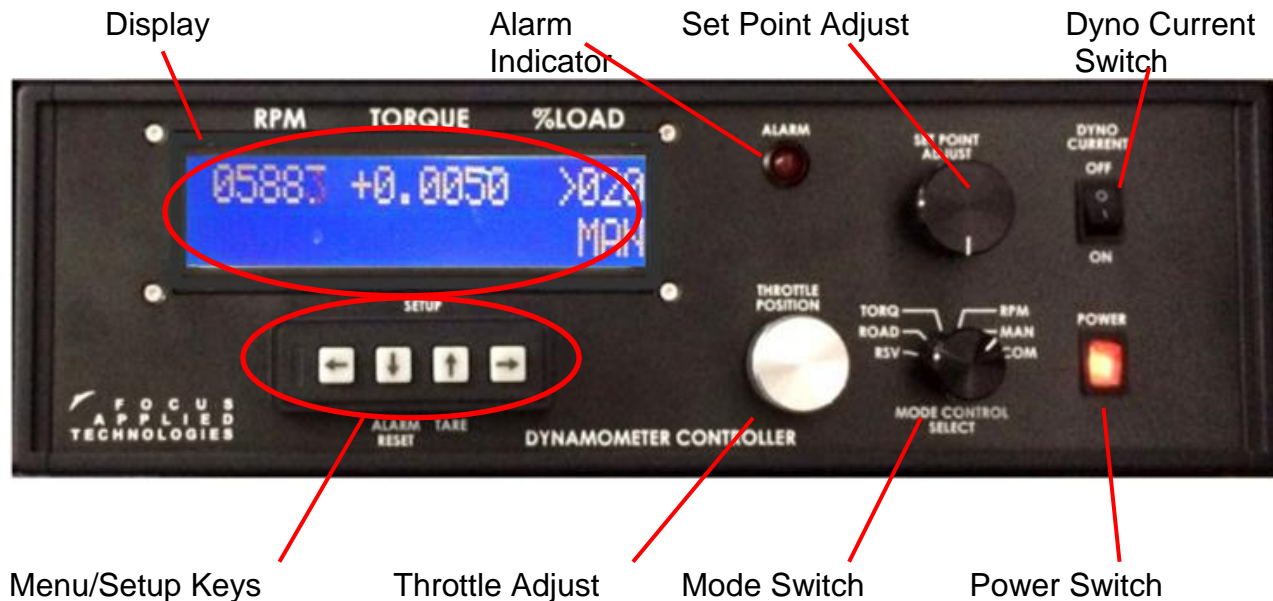 Display
Alarm
Indicator
Set Point Adjust
Dyno Current
Switch
RPM TORQUE %LOAD
05883 +0.0050 >020
MAN
ALARM
SET POINT
ADJUST
DYNO
CURRENT
OFF
O
I
ON
SETUP
← ↓ ↑ →
ALARM
RESET
TARE
FOCUS
APPLIED
TECHNOLOGIES
DYNAMOMETER CONTROLLER
THROTTLE
POSITION
TORQ
ROAD
RSV
RPM
MAN
COM
MODE CONTROL
SELECT
POWER
Menu/Setup Keys
Throttle Adjust
Mode Switch
Power Switch